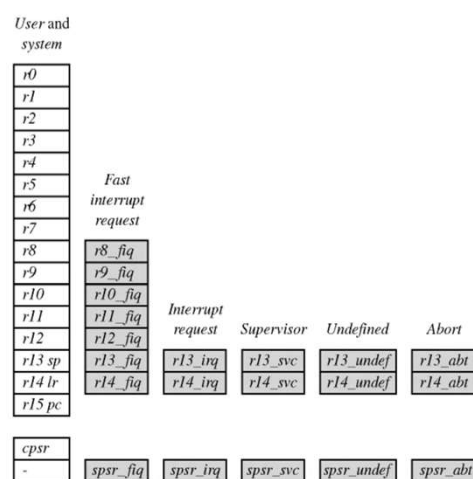 User and
system
r0
r1
r2
r3
r4
r5
r6
r7
r8
r9
r10
r11
r12
r13 sp
r14 lr
r15 pc
cpsr
-
Fast
interrupt
request
r8_fiq
r9_fiq
r10_fiq
r11_fiq
r12_fiq
r13_fiq
r14_fiq
spsr_fiq
Interrupt
request
r13_irq
r14_irq
spsr_irq
Supervisor
r13_svc
r14_svc
spsr_svc
Undefined
r13_undef
r14_undef
spsr_undef
Abort
r13_abt
r14_abt
spsr_abt